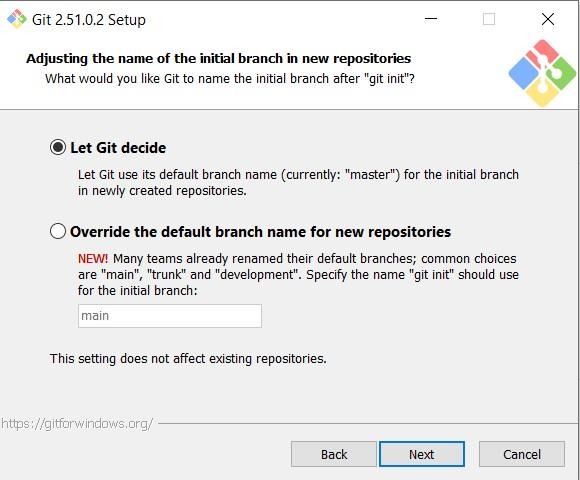 Git 2.51.0.2 Setup
Adjusting the name of the initial branch in new repositories
What would you like Git to name the initial branch after "git init"?
Let Git decide
Let Git use its default branch name (currently: "master") for the initial branch
in newly created repositories.
Override the default branch name for new repositories
NEW! Many teams already renamed their default branches; common choices
are "main", "trunk" and "development". Specify the name "git init" should use
for the initial branch:
main
This setting does not affect existing repositories.
https://gitforwindows.org/
Back
Next
Cancel